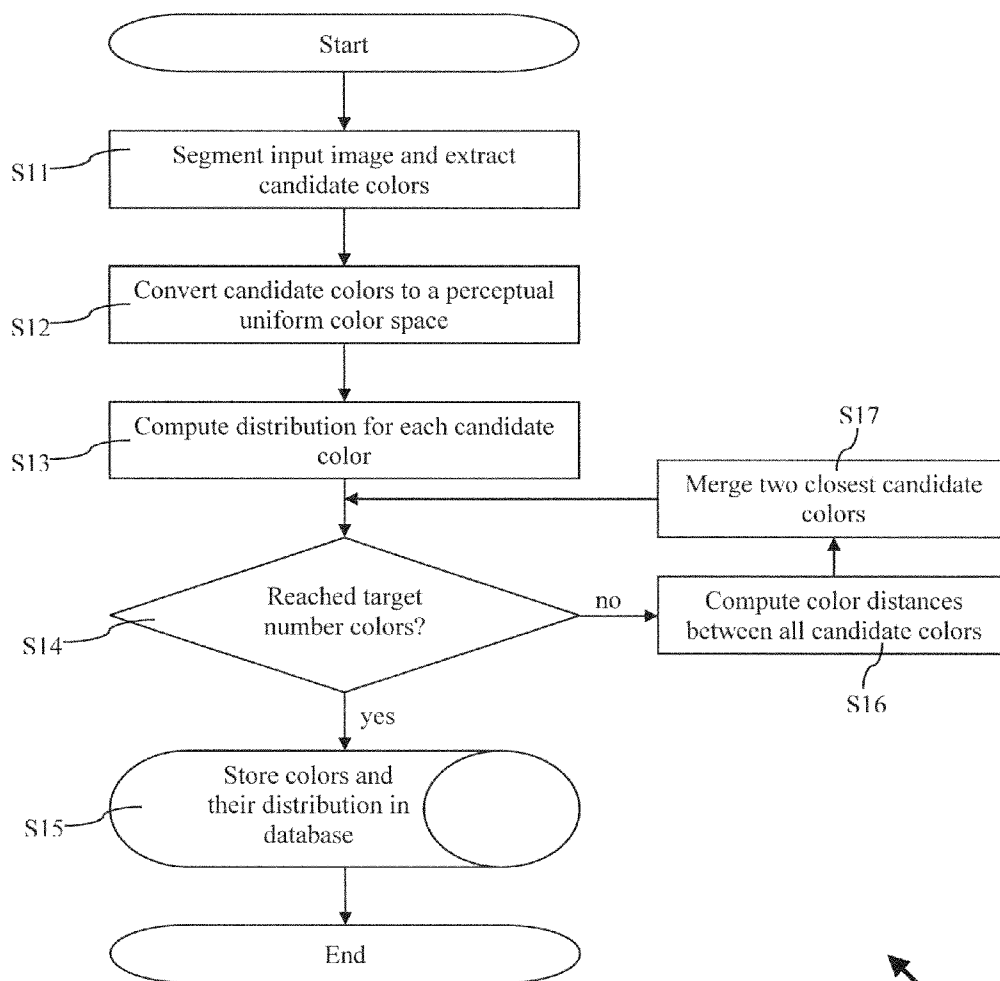 Start
S11
Segment input image and extract
candidate colors
S12
Convert candidate colors to a perceptual
uniform color space
S13
Compute distribution for each candidate
color
S17
Merge two closest candidate
colors
S14
Reached target
number colors?
no
Compute color distances
between all candidate colors
S16
yes
S15
Store colors and
their distribution in
database
End